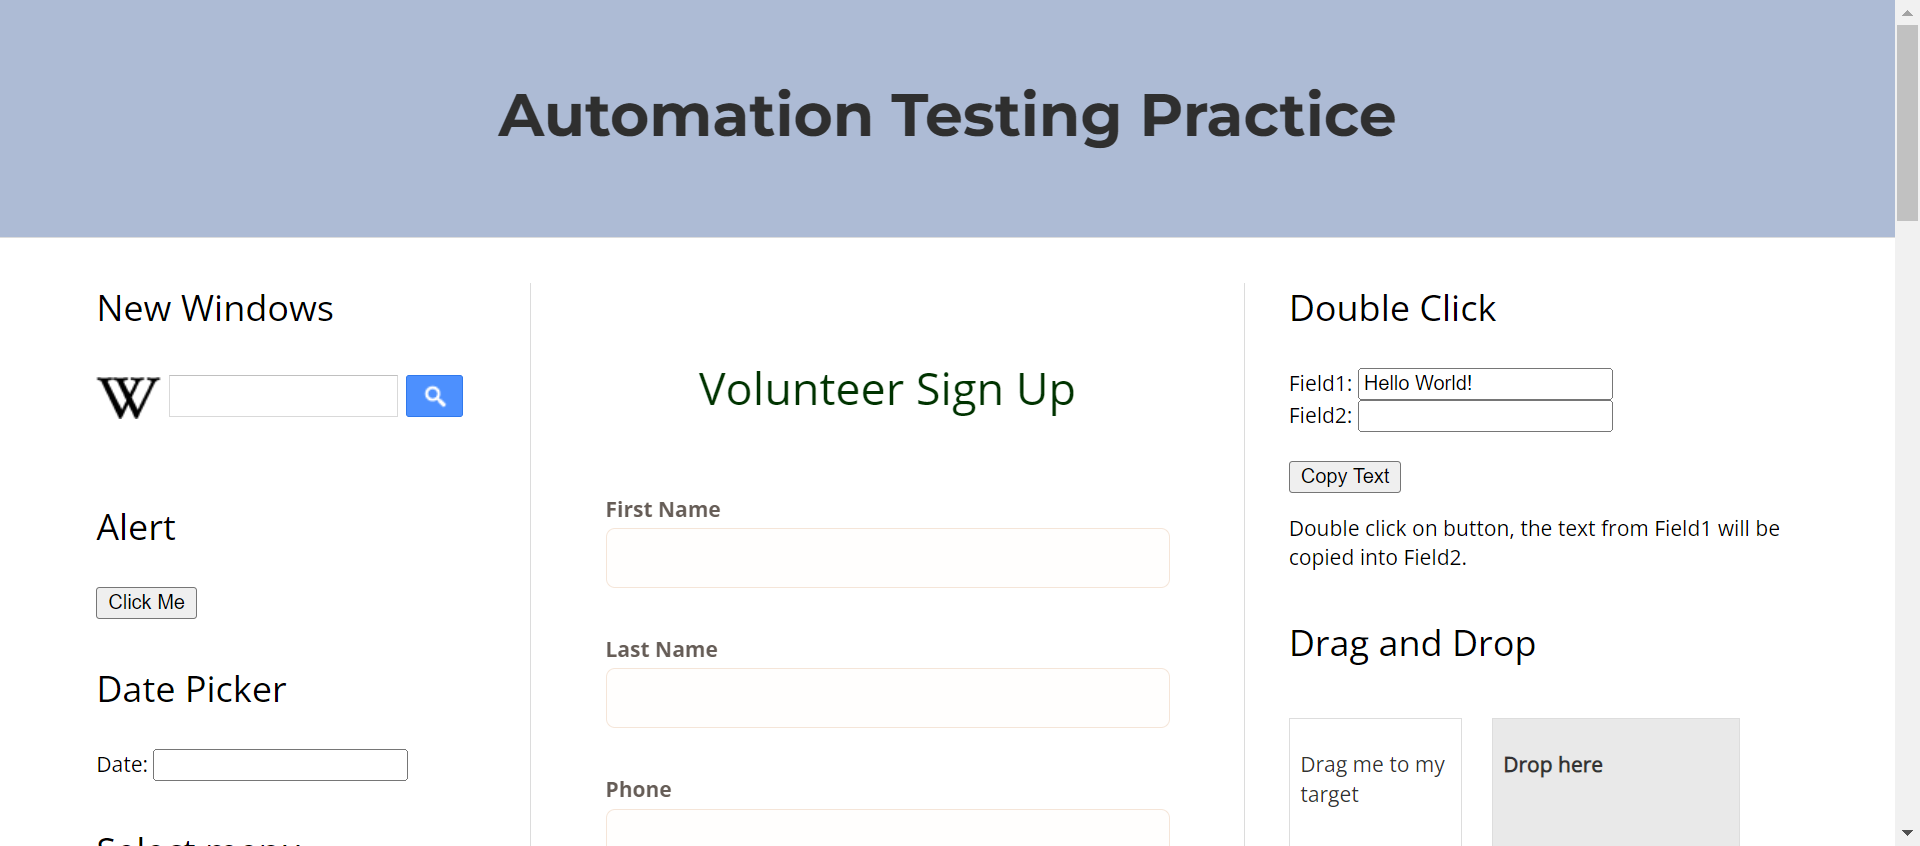 Automation Testing Practice
New Windows
W
Alert
Click Me
Date Picker
Date:
Select menu
Volunteer Sign Up
First Name
Last Name
Phone
Double Click
Field1: Hello World!
Field2:
Copy Text
Double click on button, the text from Field1 will be
copied into Field2.
Drag and Drop
Drag me to my
target
Drop here